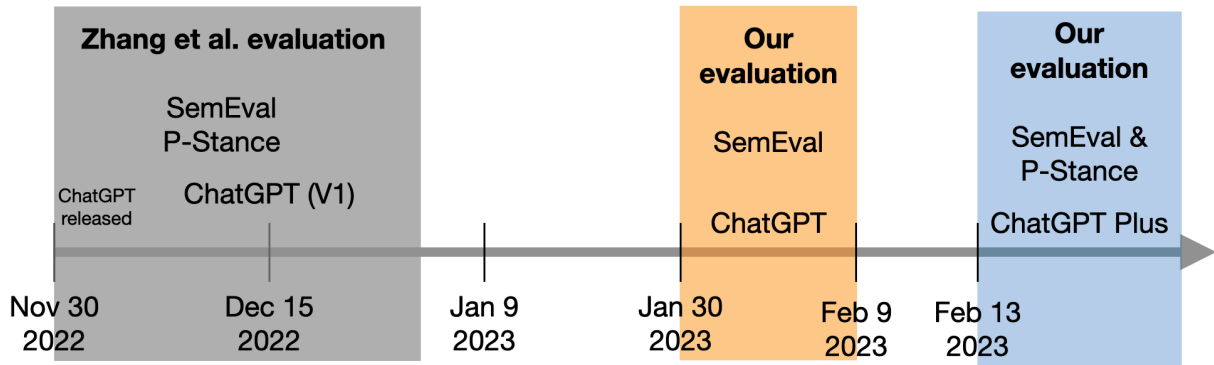 Zhang et al. evaluation
SemEval
P-Stance
ChatGPT
released
ChatGPT (V1)
Our
evaluation
SemEval
ChatGPT
Our
evaluation
SemEval &
P-Stance
ChatGPT Plus
Nov 30
2022
Dec 15
2022
Jan 9
2023
Jan 30
2023
Feb 9
2023
Feb 13
2023